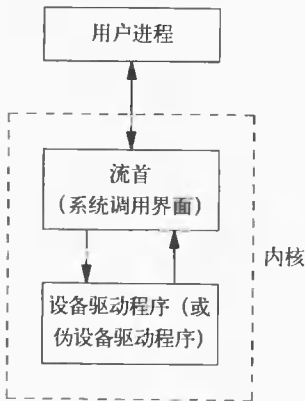 用户进程
流首
（系统调用界面）
内核
设备驱动程序（或
伪设备驱动程序）